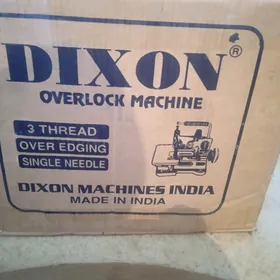 DIXON®
OVERLOCK MACHINE
3 THREAD
OVER EDGING
SINGLE NEEDLE
DIXON MACHINES INDIA
MADE IN INDIA